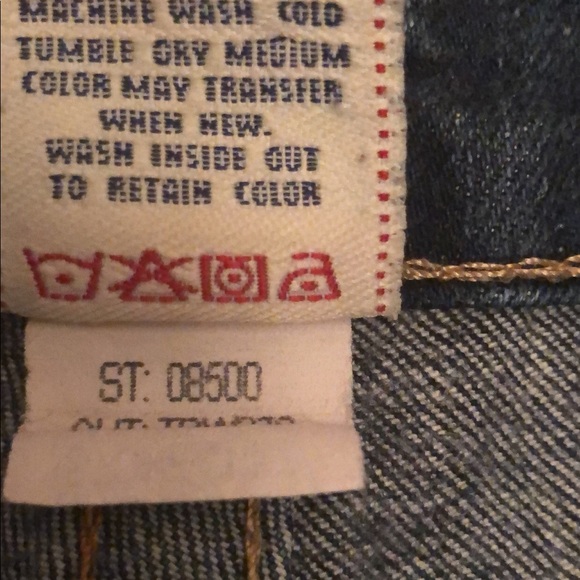 MACHINE WASH COLD
TUMBLE DRY MEDIUM
COLOR MAY TRANSFER
WHEN NEW.
WASH INSIDE OUT
TO RETAIN COLOR
ST: 08500